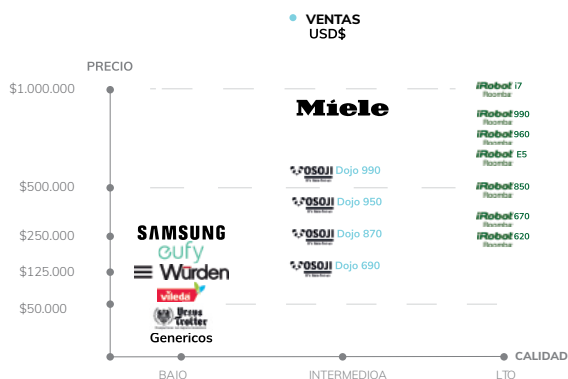 VENTAS
USD$
PRECIO
$1.000.000
iRobot i7
Roomba
Miele
iRobot 990
Roomba
iRobot 960
Roomba
iRobot E5
Roomba
OSOJI Dojo 990
$500.000
iRobot 850
Roomba
OSOJI Dojo 950
iRobot 670
Roomba
$250.000
SAMSUNG
OSOJI Dojo 870
iRobot 620
Roomba
eufy
$125.000
Würden
OSOJI Dojo 690
vileda
$50.000
Ursus
Trotter
Genericos
CALIDAD
BAJO
INTERMEDIOA
LTO